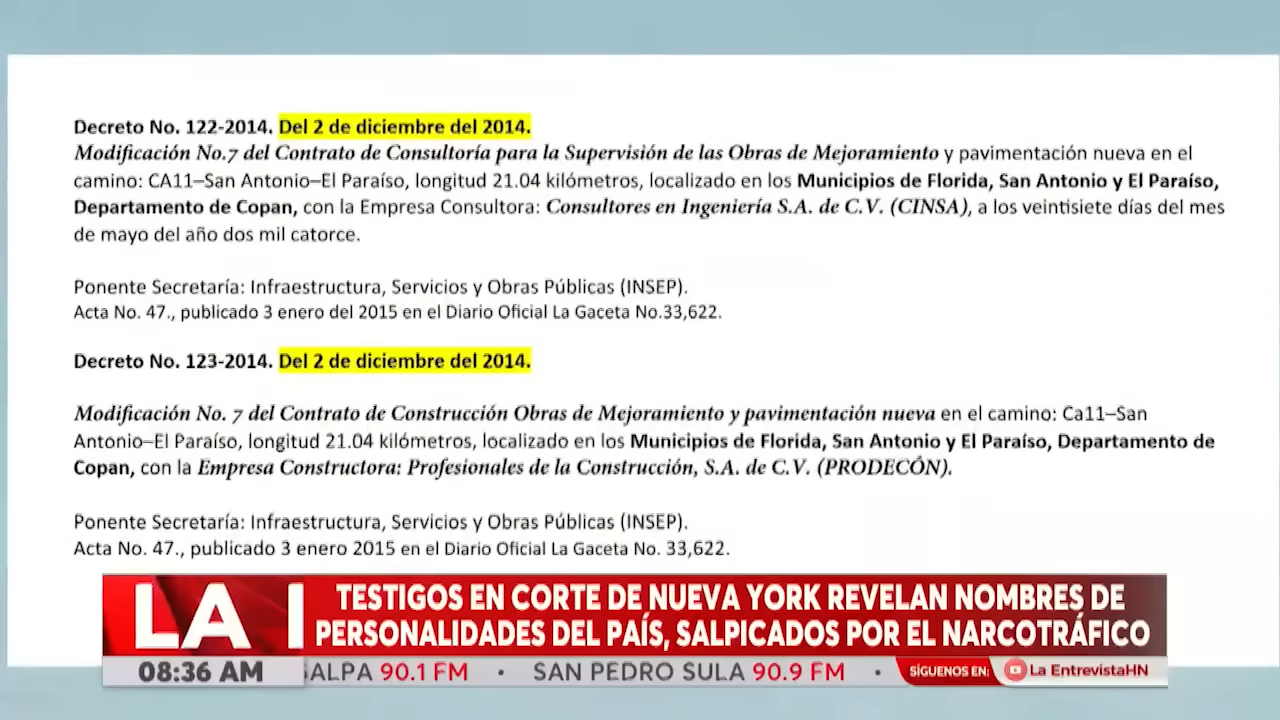 Decreto No. 122-2014. Del 2 de diciembre del 2014.
Modificación No.7 del Contrato de Consultoría para la Supervisión de las Obras de Mejoramiento y pavimentación nueva en el
camino: CA11–San Antonio–El Paraíso, longitud 21.04 kilómetros, localizado en los Municipios de Florida, San Antonio y El Paraíso,
Departamento de Copan, con la Empresa Consultora: Consultores en Ingeniería S.A. de C.V. (CINSA), a los veintisiete días del mes
de mayo del año dos mil catorce.
Ponente Secretaría: Infraestructura, Servicios y Obras Públicas (INSEP).
Acta No. 47., publicado 3 enero del 2015 en el Diario Oficial La Gaceta No.33,622.
Decreto No. 123-2014. Del 2 de diciembre del 2014.
Modificación No. 7 del Contrato de Construcción Obras de Mejoramiento y pavimentación nueva en el camino: Ca11–San
Antonio–El Paraíso, longitud 21.04 kilómetros, localizado en los Municipios de Florida, San Antonio y El Paraíso, Departamento de
Copan, con la Empresa Constructora: Profesionales de la Construcción, S.A. de C.V. (PRODECÓN).
Ponente Secretaría: Infraestructura, Servicios y Obras Públicas (INSEP).
Acta No. 47., publicado 3 enero 2015 en el Diario Oficial La Gaceta No. 33,622.
LA
TESTIGOS EN CORTE DE NUEVA YORK REVELAN NOMBRES DE
PERSONALIDADES DEL PAÍS, SALPICADOS POR EL NARCOTRÁFICO
08:36 AM ALPA 90.1 FM • SAN PEDRO SULA 90.9 FM • SÍGUENOS EN: La EntrevistaHN